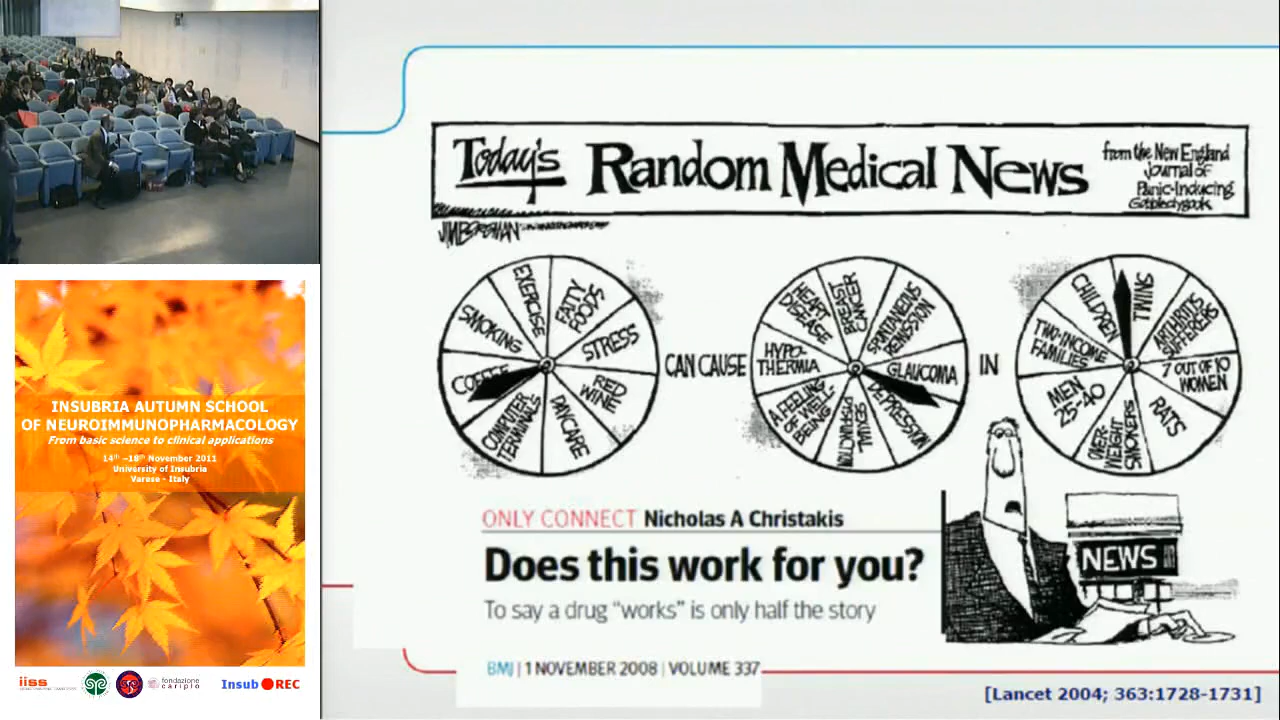 INSUBRIA AUTUMN SCHOOL
OF NEUROIMMUNOPHARMACOLOGY
From basic science to clinical applications
14th –18th November 2011
University of Insubria
Varese - Italy
iiss
fondazione
cariplo
Insub REC
Today's
Random Medical News
from the New England
Journal of
Panic-Inducing
Gobbledygook
JIM BORGMAN
EXERCISE
FATTY
FOODS
STRESS
RED
WINE
DAYCARE
COMPUTER
TERMINALS
COFFEE
SMOKING
CAN CAUSE
HEART
DISEASE
BREAST
CANCER
SPONTANEOUS
REMISSION
GLAUCOMA
DEPRESSION
SEXUAL
DYSFUNCTION
A FEELING
OF WELL-
BEING
HYPO-
THERMIA
IN
CHILDREN
TWINS
ARTHRITIS
SUFFERERS
7 OUT OF 10
WOMEN
RATS
OVER-
WEIGHT
SMOKERS
MEN
25-40
TWO-INCOME
FAMILIES
NEWS
ONLY CONNECT Nicholas A Christakis
Does this work for you?
To say a drug “works” is only half the story
BMJ | 1 NOVEMBER 2008 | VOLUME 337
[Lancet 2004; 363:1728-1731]